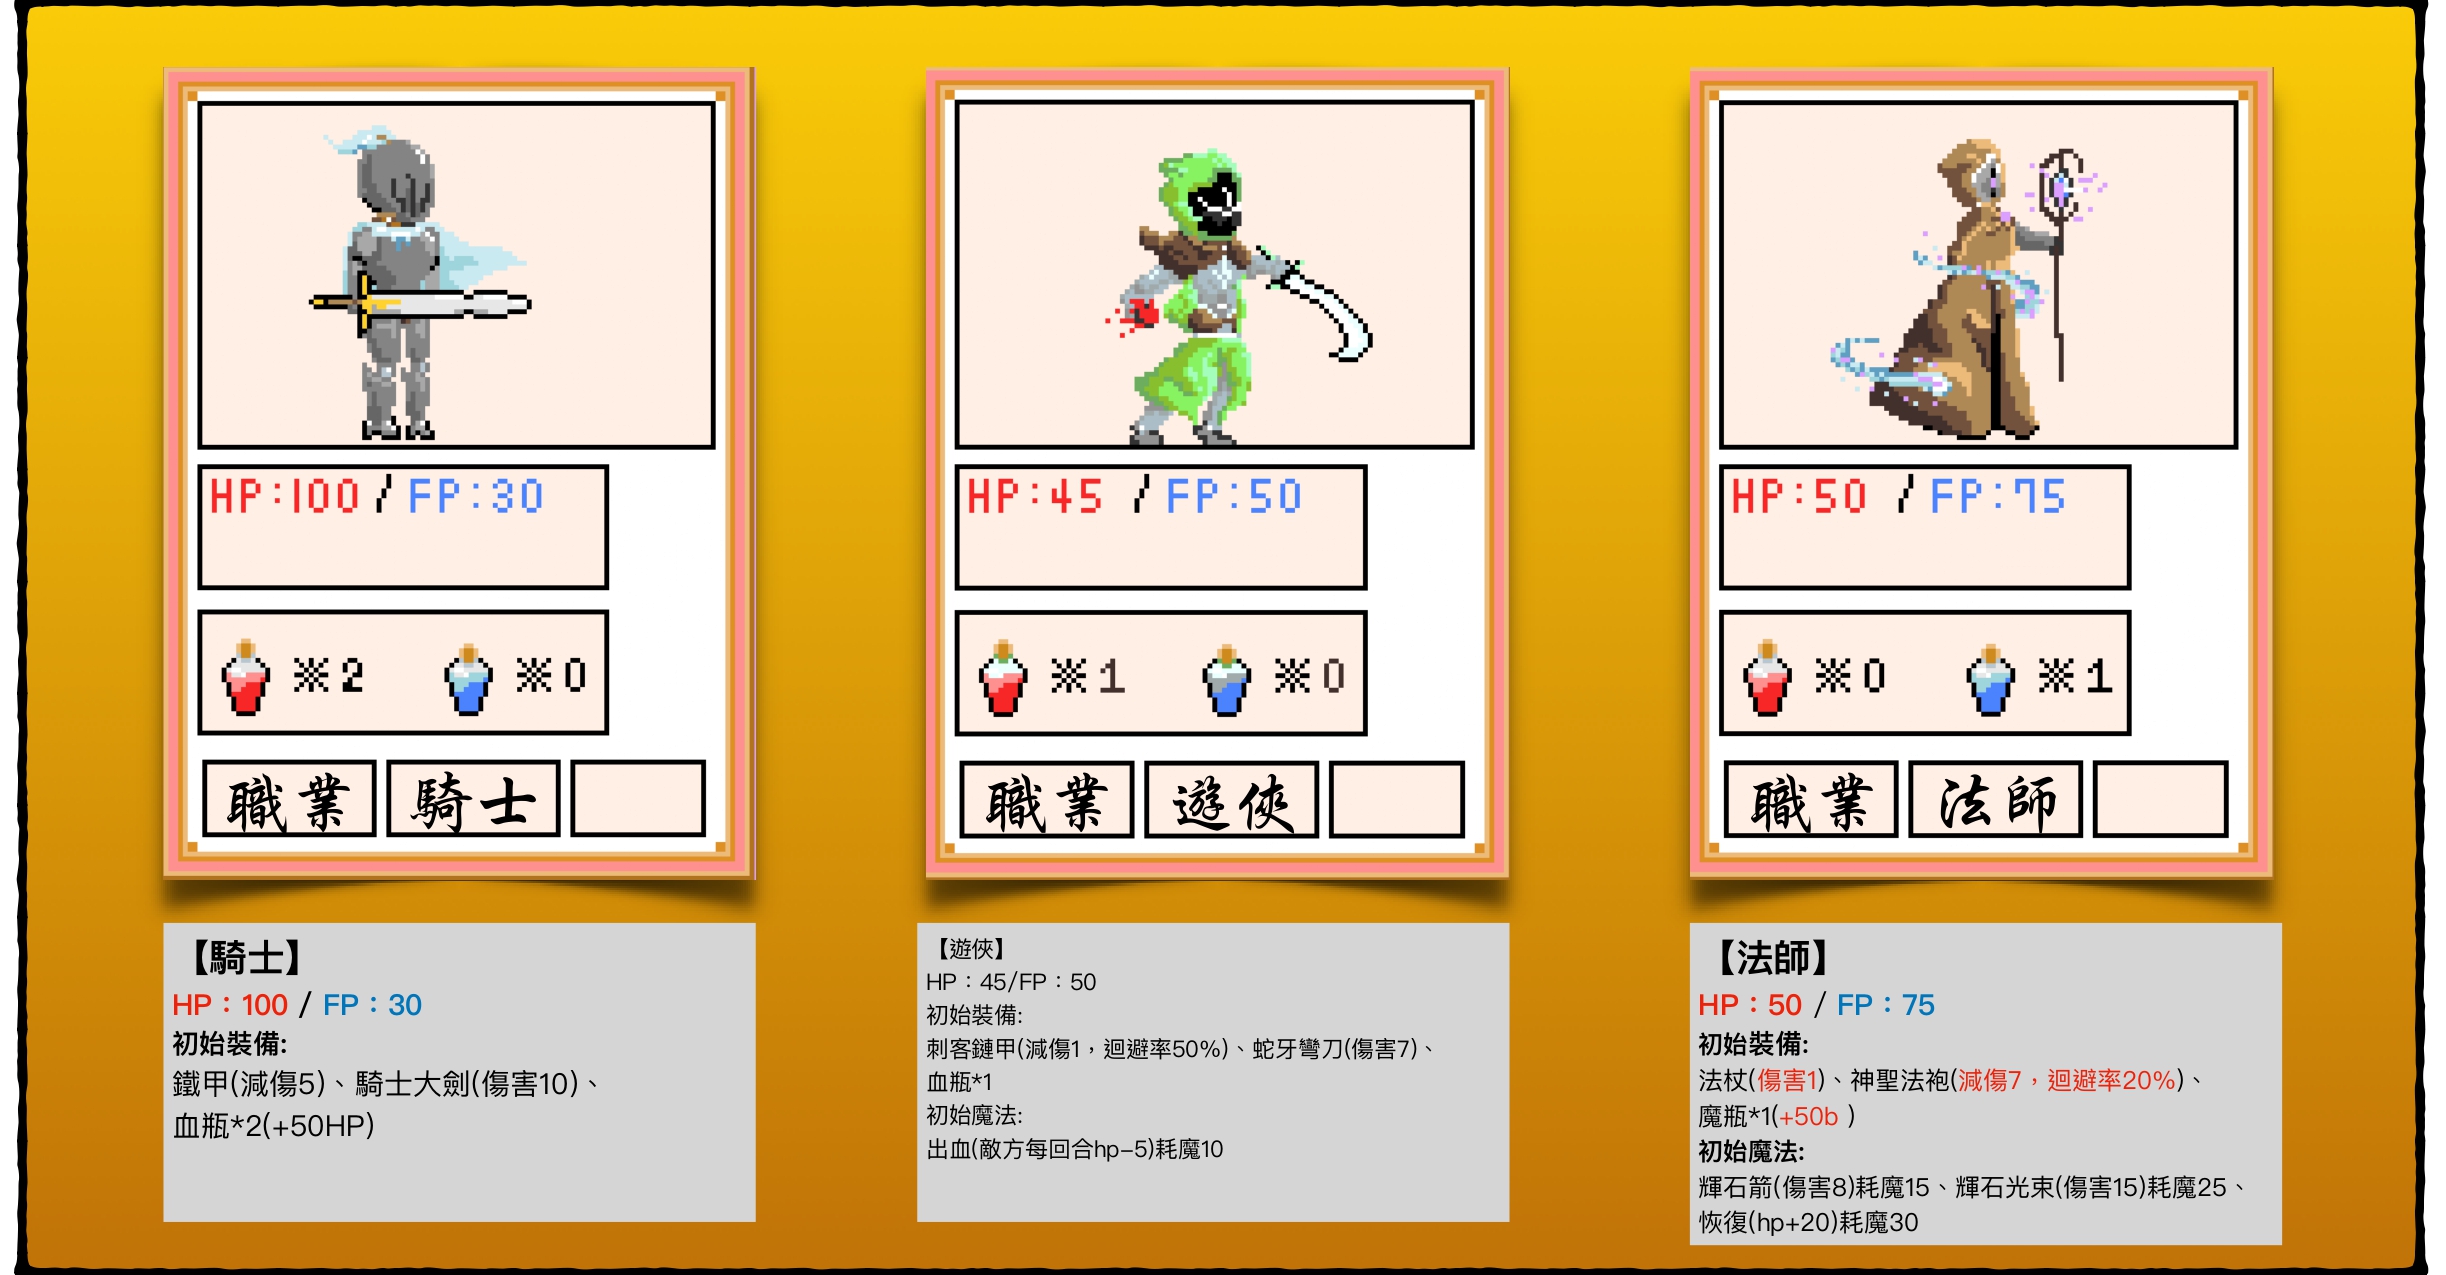 HP:100 / FP:30
※2 ※0
職業 騎士
【騎士】
HP：100 / FP：30
初始裝備:
鐵甲(減傷5)、騎士大劍(傷害10)、
血瓶*2(+50HP)
HP:45 / FP:50
※1 ※0
職業 遊俠
【遊俠】
HP：45/FP：50
初始裝備:
刺客鏈甲(減傷1，迴避率50%)、蛇牙彎刀(傷害7)、
血瓶*1
初始魔法:
出血(敵方每回合hp-5)耗魔10
HP:50 / FP:75
※0 ※1
職業 法師
【法師】
HP：50 / FP：75
初始裝備:
法杖(傷害1)、神聖法袍(減傷7，迴避率20%)、
魔瓶*1(+50b )
初始魔法:
輝石箭(傷害8)耗魔15、輝石光束(傷害15)耗魔25、
恢復(hp+20)耗魔30